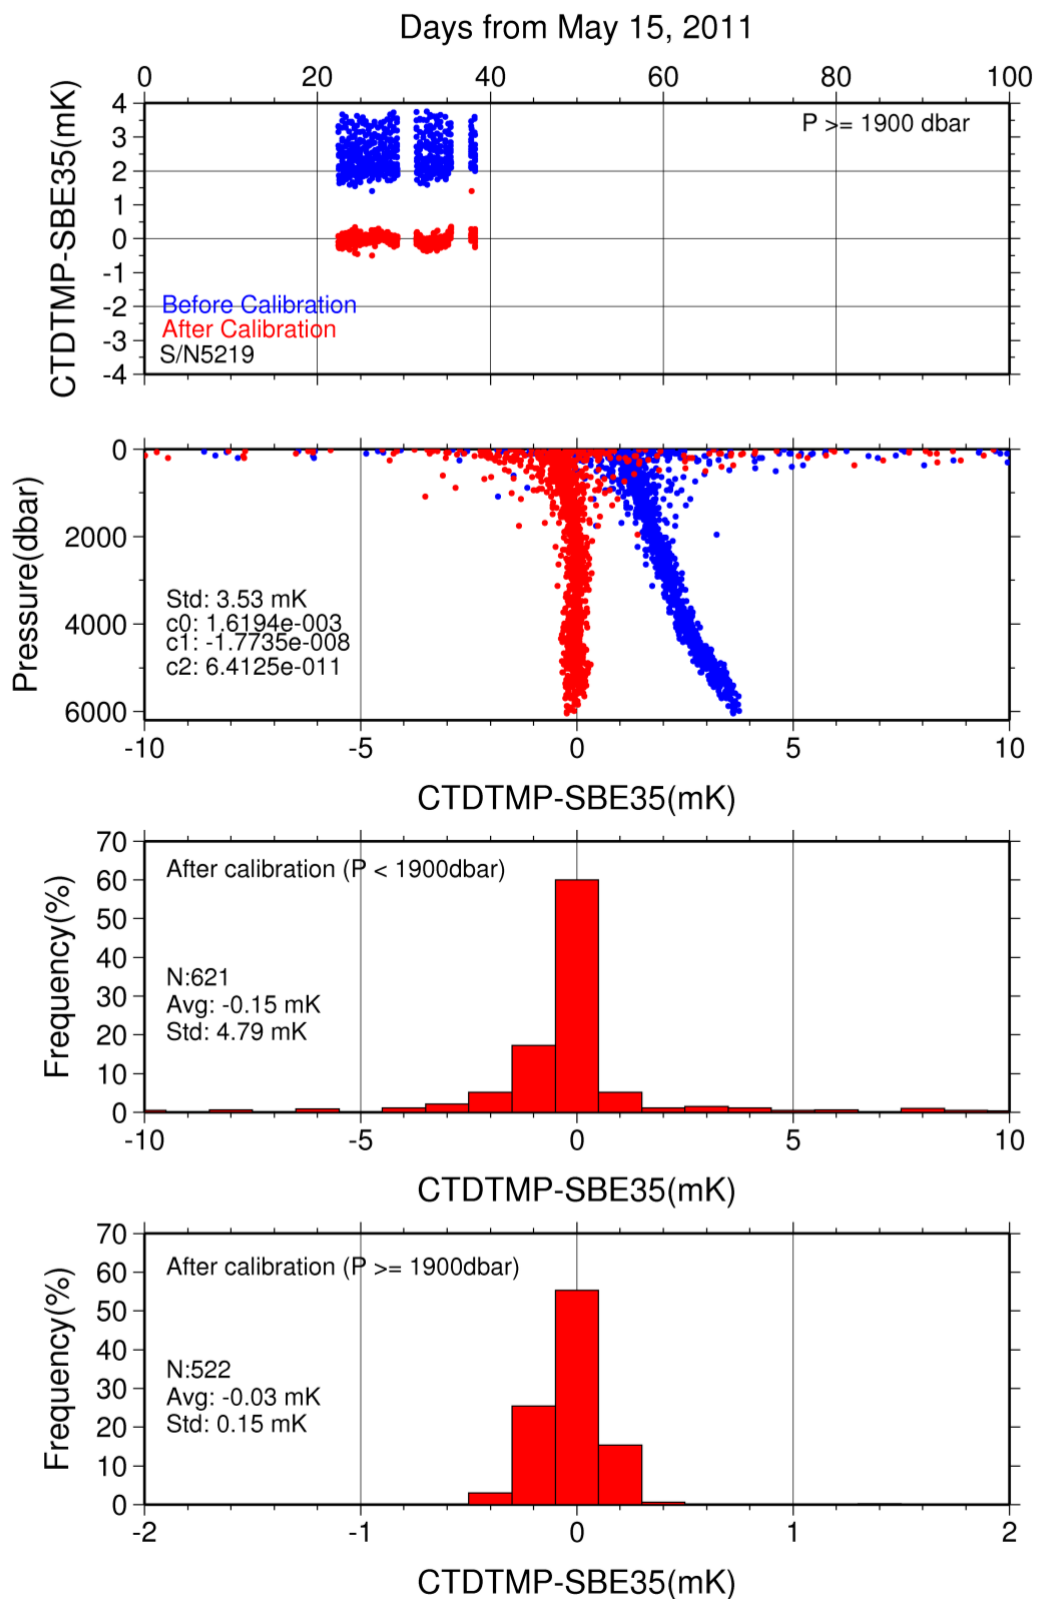 Days from May 15, 2011
0 20 40 60 80 100
CTDTMP-SBE35(mK)
4
3
2
1
0
-1
-2
-3
-4
P >= 1900 dbar
Before Calibration
After Calibration
S/N5219
Pressure(dbar)
0
2000
4000
6000
Std: 3.53 mK
c0: 1.6194e-003
c1: -1.7735e-008
c2: 6.4125e-011
-10 -5 0 5 10
CTDTMP-SBE35(mK)
Frequency(%)
70
60
50
40
30
20
10
0
After calibration (P < 1900dbar)
N:621
Avg: -0.15 mK
Std: 4.79 mK
-10 -5 0 5 10
CTDTMP-SBE35(mK)
Frequency(%)
70
60
50
40
30
20
10
0
After calibration (P >= 1900dbar)
N:522
Avg: -0.03 mK
Std: 0.15 mK
-2 -1 0 1 2
CTDTMP-SBE35(mK)